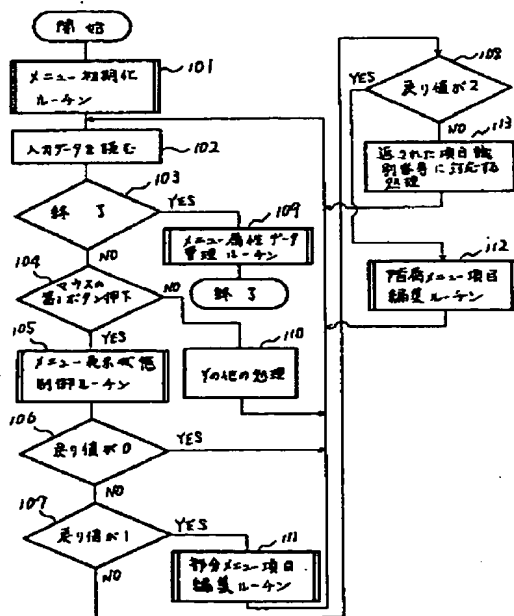 開始
メニュー初期化
ルーチン
101
入力データを読む
102
終了
103
YES
NO
メニュー属性データ
管理ルーチン
109
終了
104
マウスの
第1ボタン押下
NO
YES
105
メニュー表示状態
制御ルーチン
110
その他の処理
106
戻り値が0
YES
NO
107
戻り値が1
YES
NO
111
部分メニュー項目
編集ルーチン
108
戻り値が2
YES
NO
113
返された項目識
別番号に対応する
処理
112
階層メニュー項目
編集ルーチン